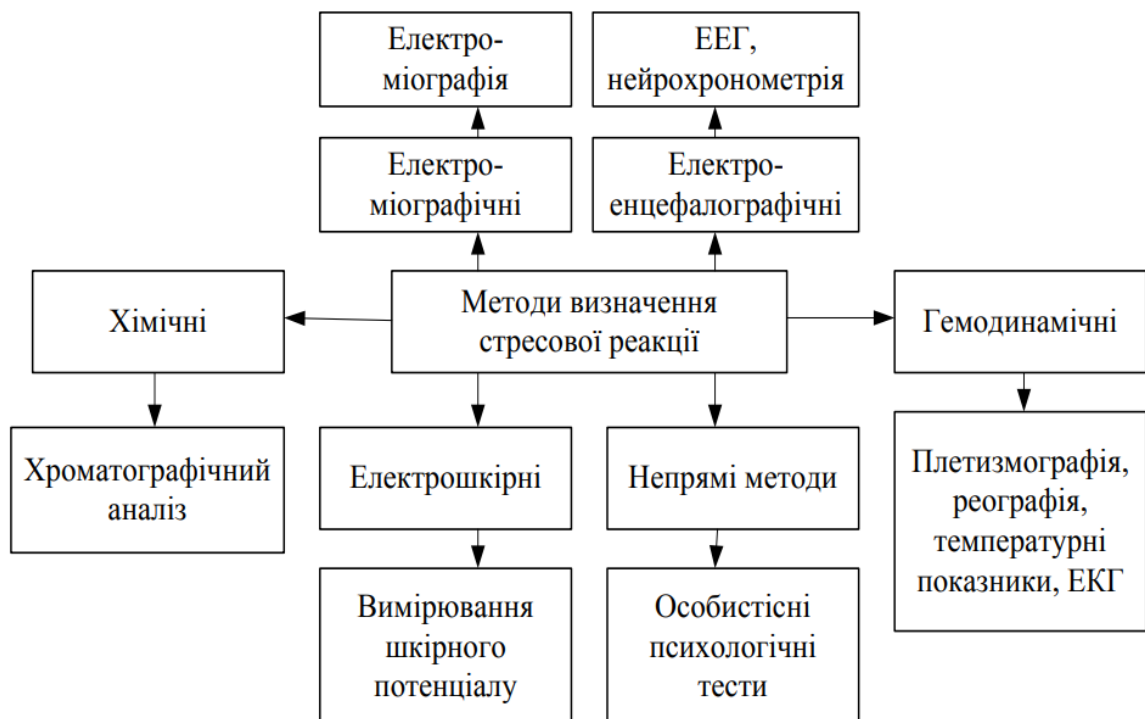 Електро-
міографія
ЕЕГ,
нейрохронометрія
Електро-
міографічні
Електро-
енцефалографічні
Хімічні
Методи визначення
стресової реакції
Гемодинамічні
Хроматографічний
аналіз
Електрошкірні
Непрямі методи
Плетизмографія,
реографія,
температурні
показники, ЕКГ
Вимірювання
шкірного
потенціалу
Особистісні
психологічні
тести